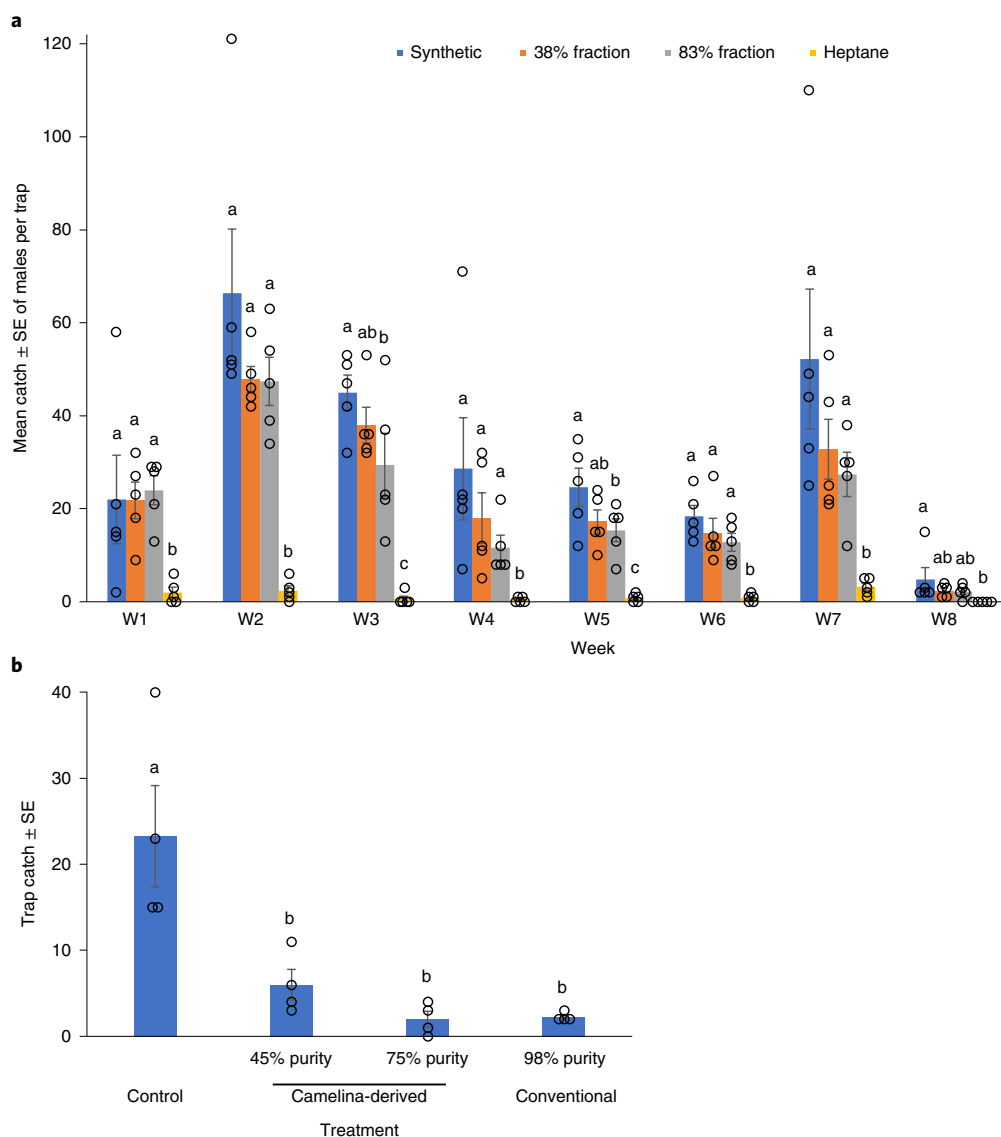 a
Synthetic 38% fraction 83% fraction Heptane
Mean catch ± SE of males per trap
120
100
80
60
40
20
0
a a a b
a a a b
a ab b c
a a a b
a ab b c
a a a b
a a a b
a ab ab b
W1 W2 W3 W4 W5 W6 W7 W8
Week
b
Trap catch ± SE
40
30
20
10
0
a b b b
45% purity 75% purity 98% purity
Control Camelina-derived Conventional
Treatment